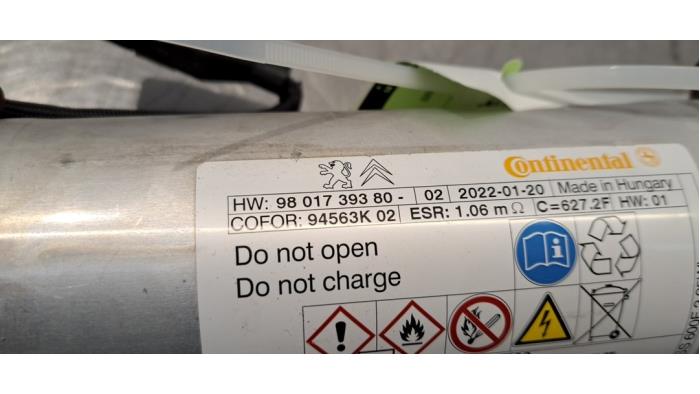 Continental
HW: 98 017 393 80- 02 2022-01-20 Made in Hungary
COFOR: 94563K 02 ESR: 1.06 mΩ C=627.2F HW: 01
Do not open
Do not charge